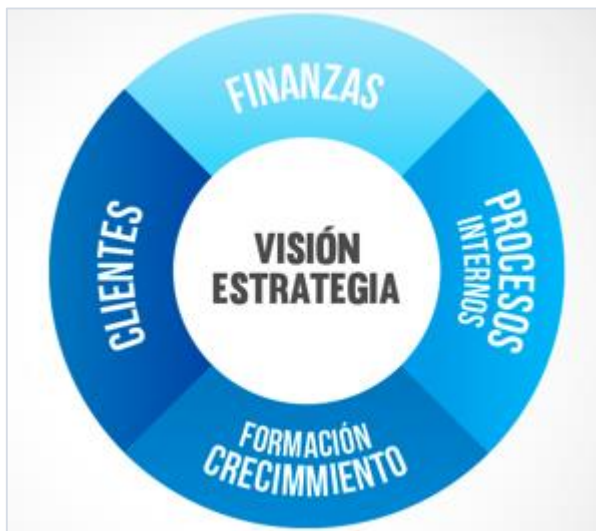 FINANZAS
PROCESOS
INTERNOS
FORMACIÓN
CRECIMMIENTO
CLIENTES
VISIÓN
ESTRATEGIA